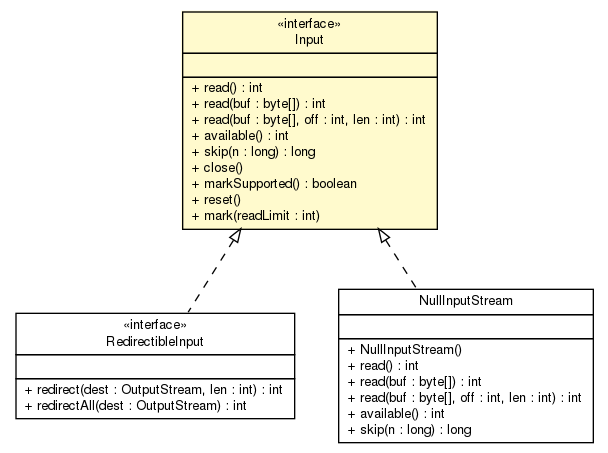 «interface»
Input
+ read() : int
+ read(buf : byte[]) : int
+ read(buf : byte[], off : int, len : int) : int
+ available() : int
+ skip(n : long) : long
+ close()
+ markSupported() : boolean
+ reset()
+ mark(readLimit : int)
«interface»
RedirectibleInput
+ redirect(dest : OutputStream, len : int) : int
+ redirectAll(dest : OutputStream) : int
NullInputStream
+ NullInputStream()
+ read() : int
+ read(buf : byte[]) : int
+ read(buf : byte[], off : int, len : int) : int
+ available() : int
+ skip(n : long) : long